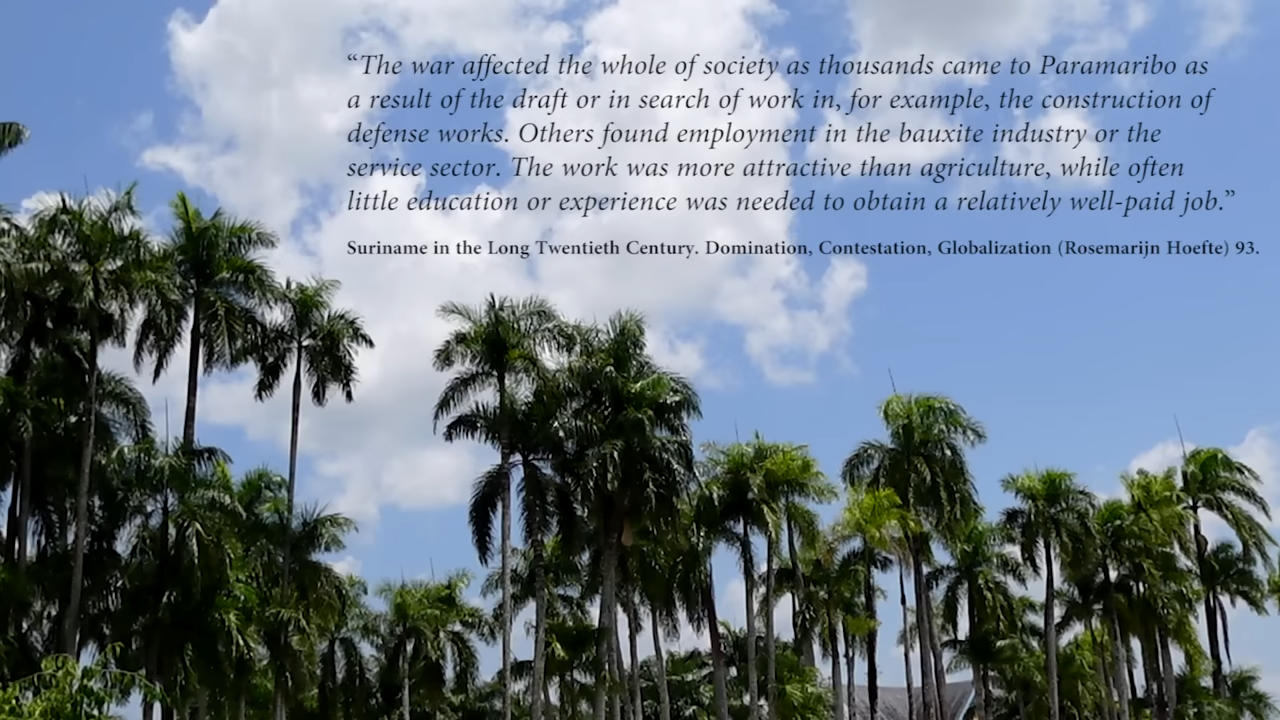 “The war affected the whole of society as thousands came to Paramaribo as
a result of the draft or in search of work in, for example, the construction of
defense works. Others found employment in the bauxite industry or the
service sector. The work was more attractive than agriculture, while often
little education or experience was needed to obtain a relatively well-paid job.”
Suriname in the Long Twentieth Century. Domination, Contestation, Globalization (Rosemarijn Hoefte) 93.